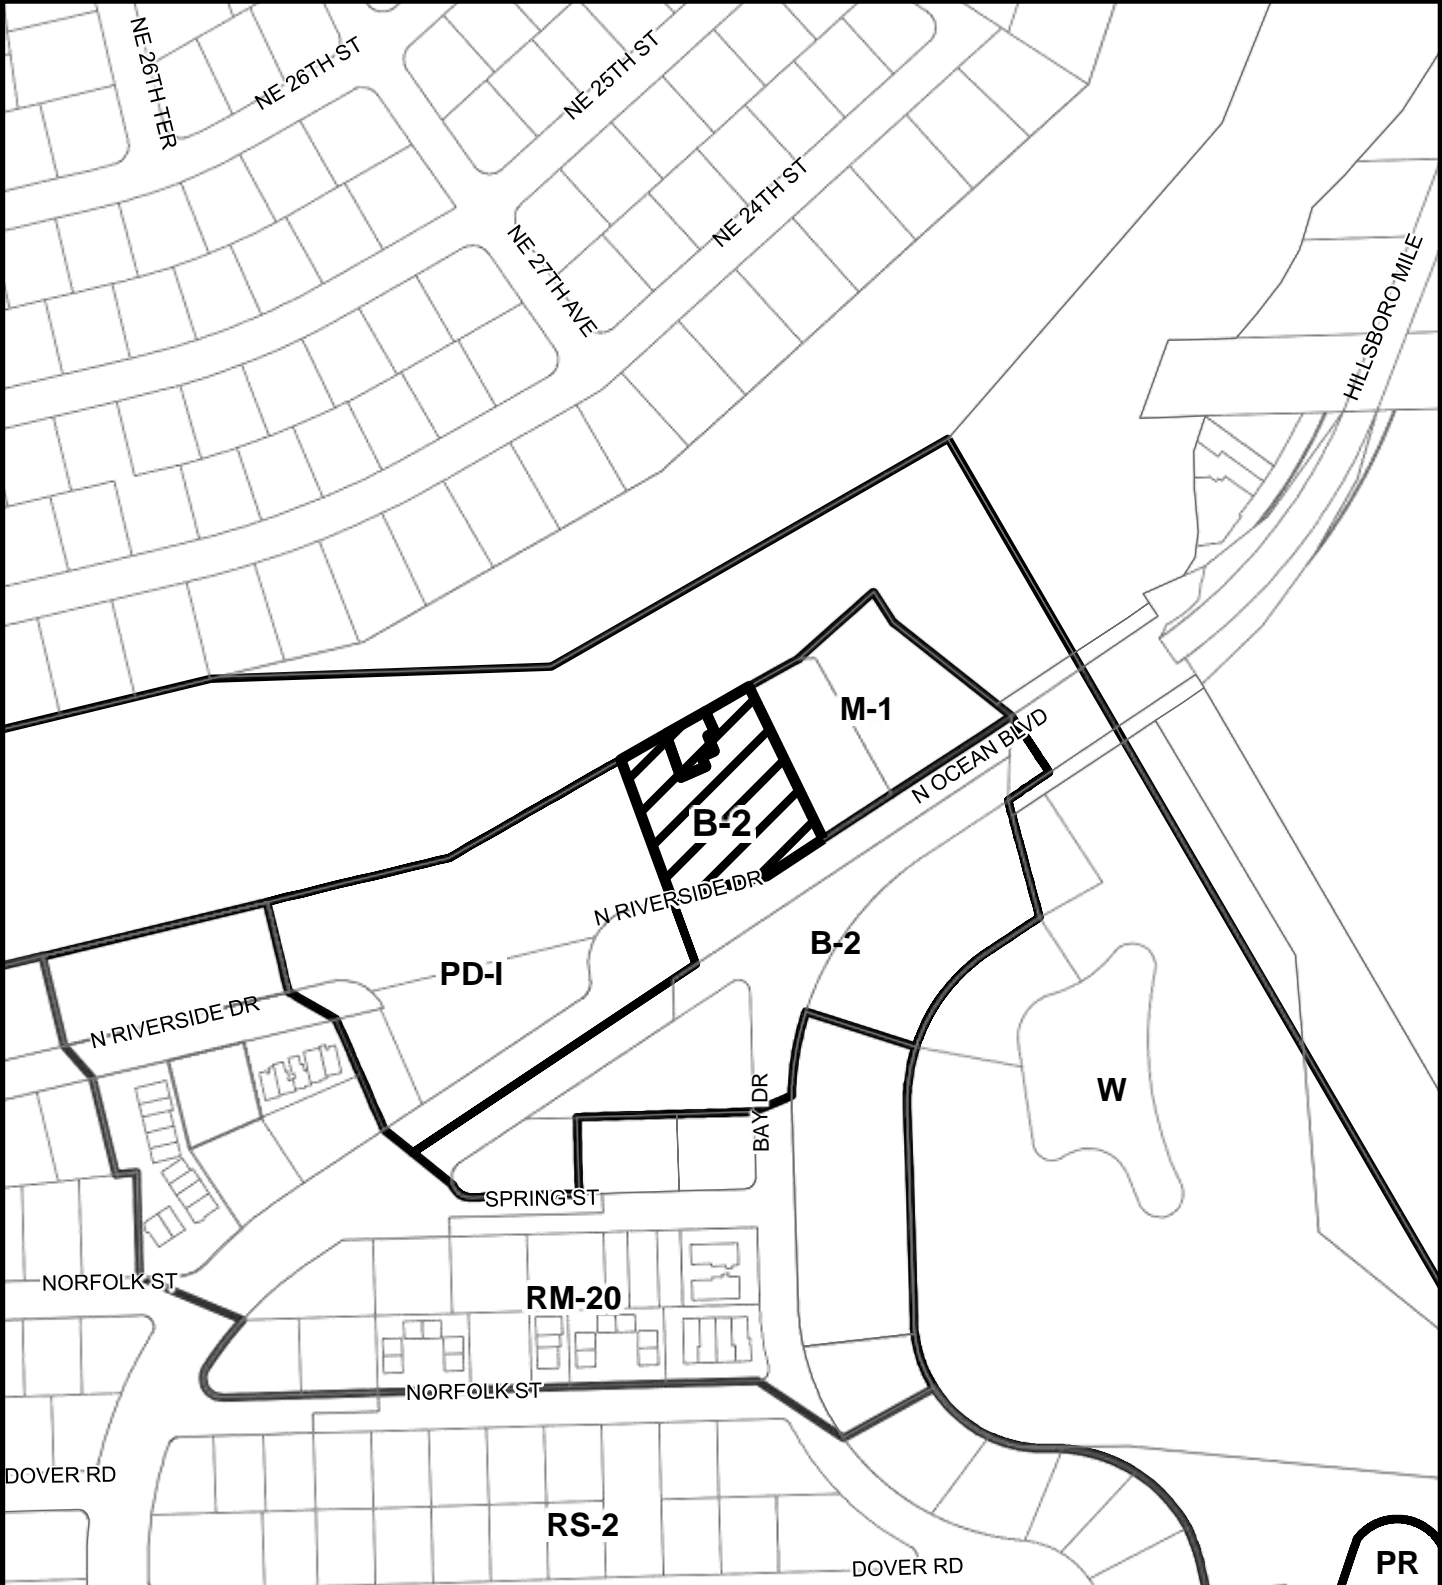 NE 26TH TER
NE 26TH ST
NE 25TH ST
NE 24TH ST
NE 27TH AVE
HILLSBORO MILE
M-1
N OCEAN BLVD
B-2
N RIVERSIDE DR
B-2
PD-I
N RIVERSIDE DR
W
BAY DR
SPRING ST
NORFOLK ST
RM-20
NORFOLK ST
DOVER RD
RS-2
DOVER RD
PR